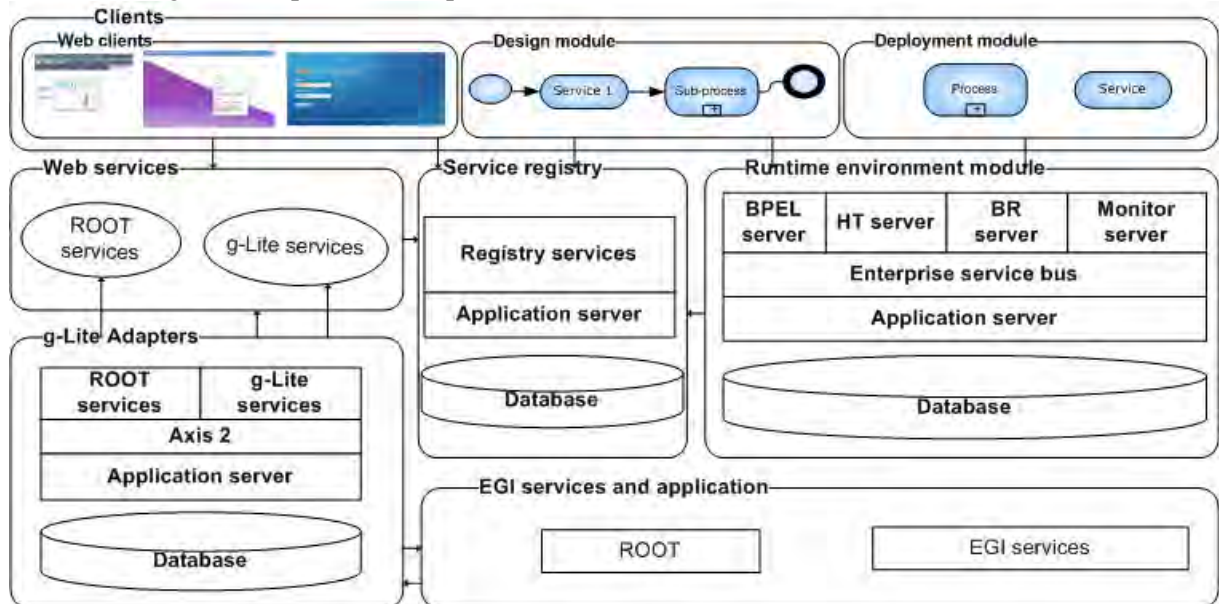 Clients
Web clients
Design module
Deployment module
Service 1
Sub-process
Process
Service
Web services
Service registry
Runtime environment module
ROOT
services
g-Lite services
Registry services
Application server
Database
BPEL
server
HT server
BR
server
Monitor
server
Enterprise service bus
Application server
Database
g-Lite Adapters
ROOT
services
g-Lite
services
Axis 2
Application server
Database
EGI services and application
ROOT
EGI services